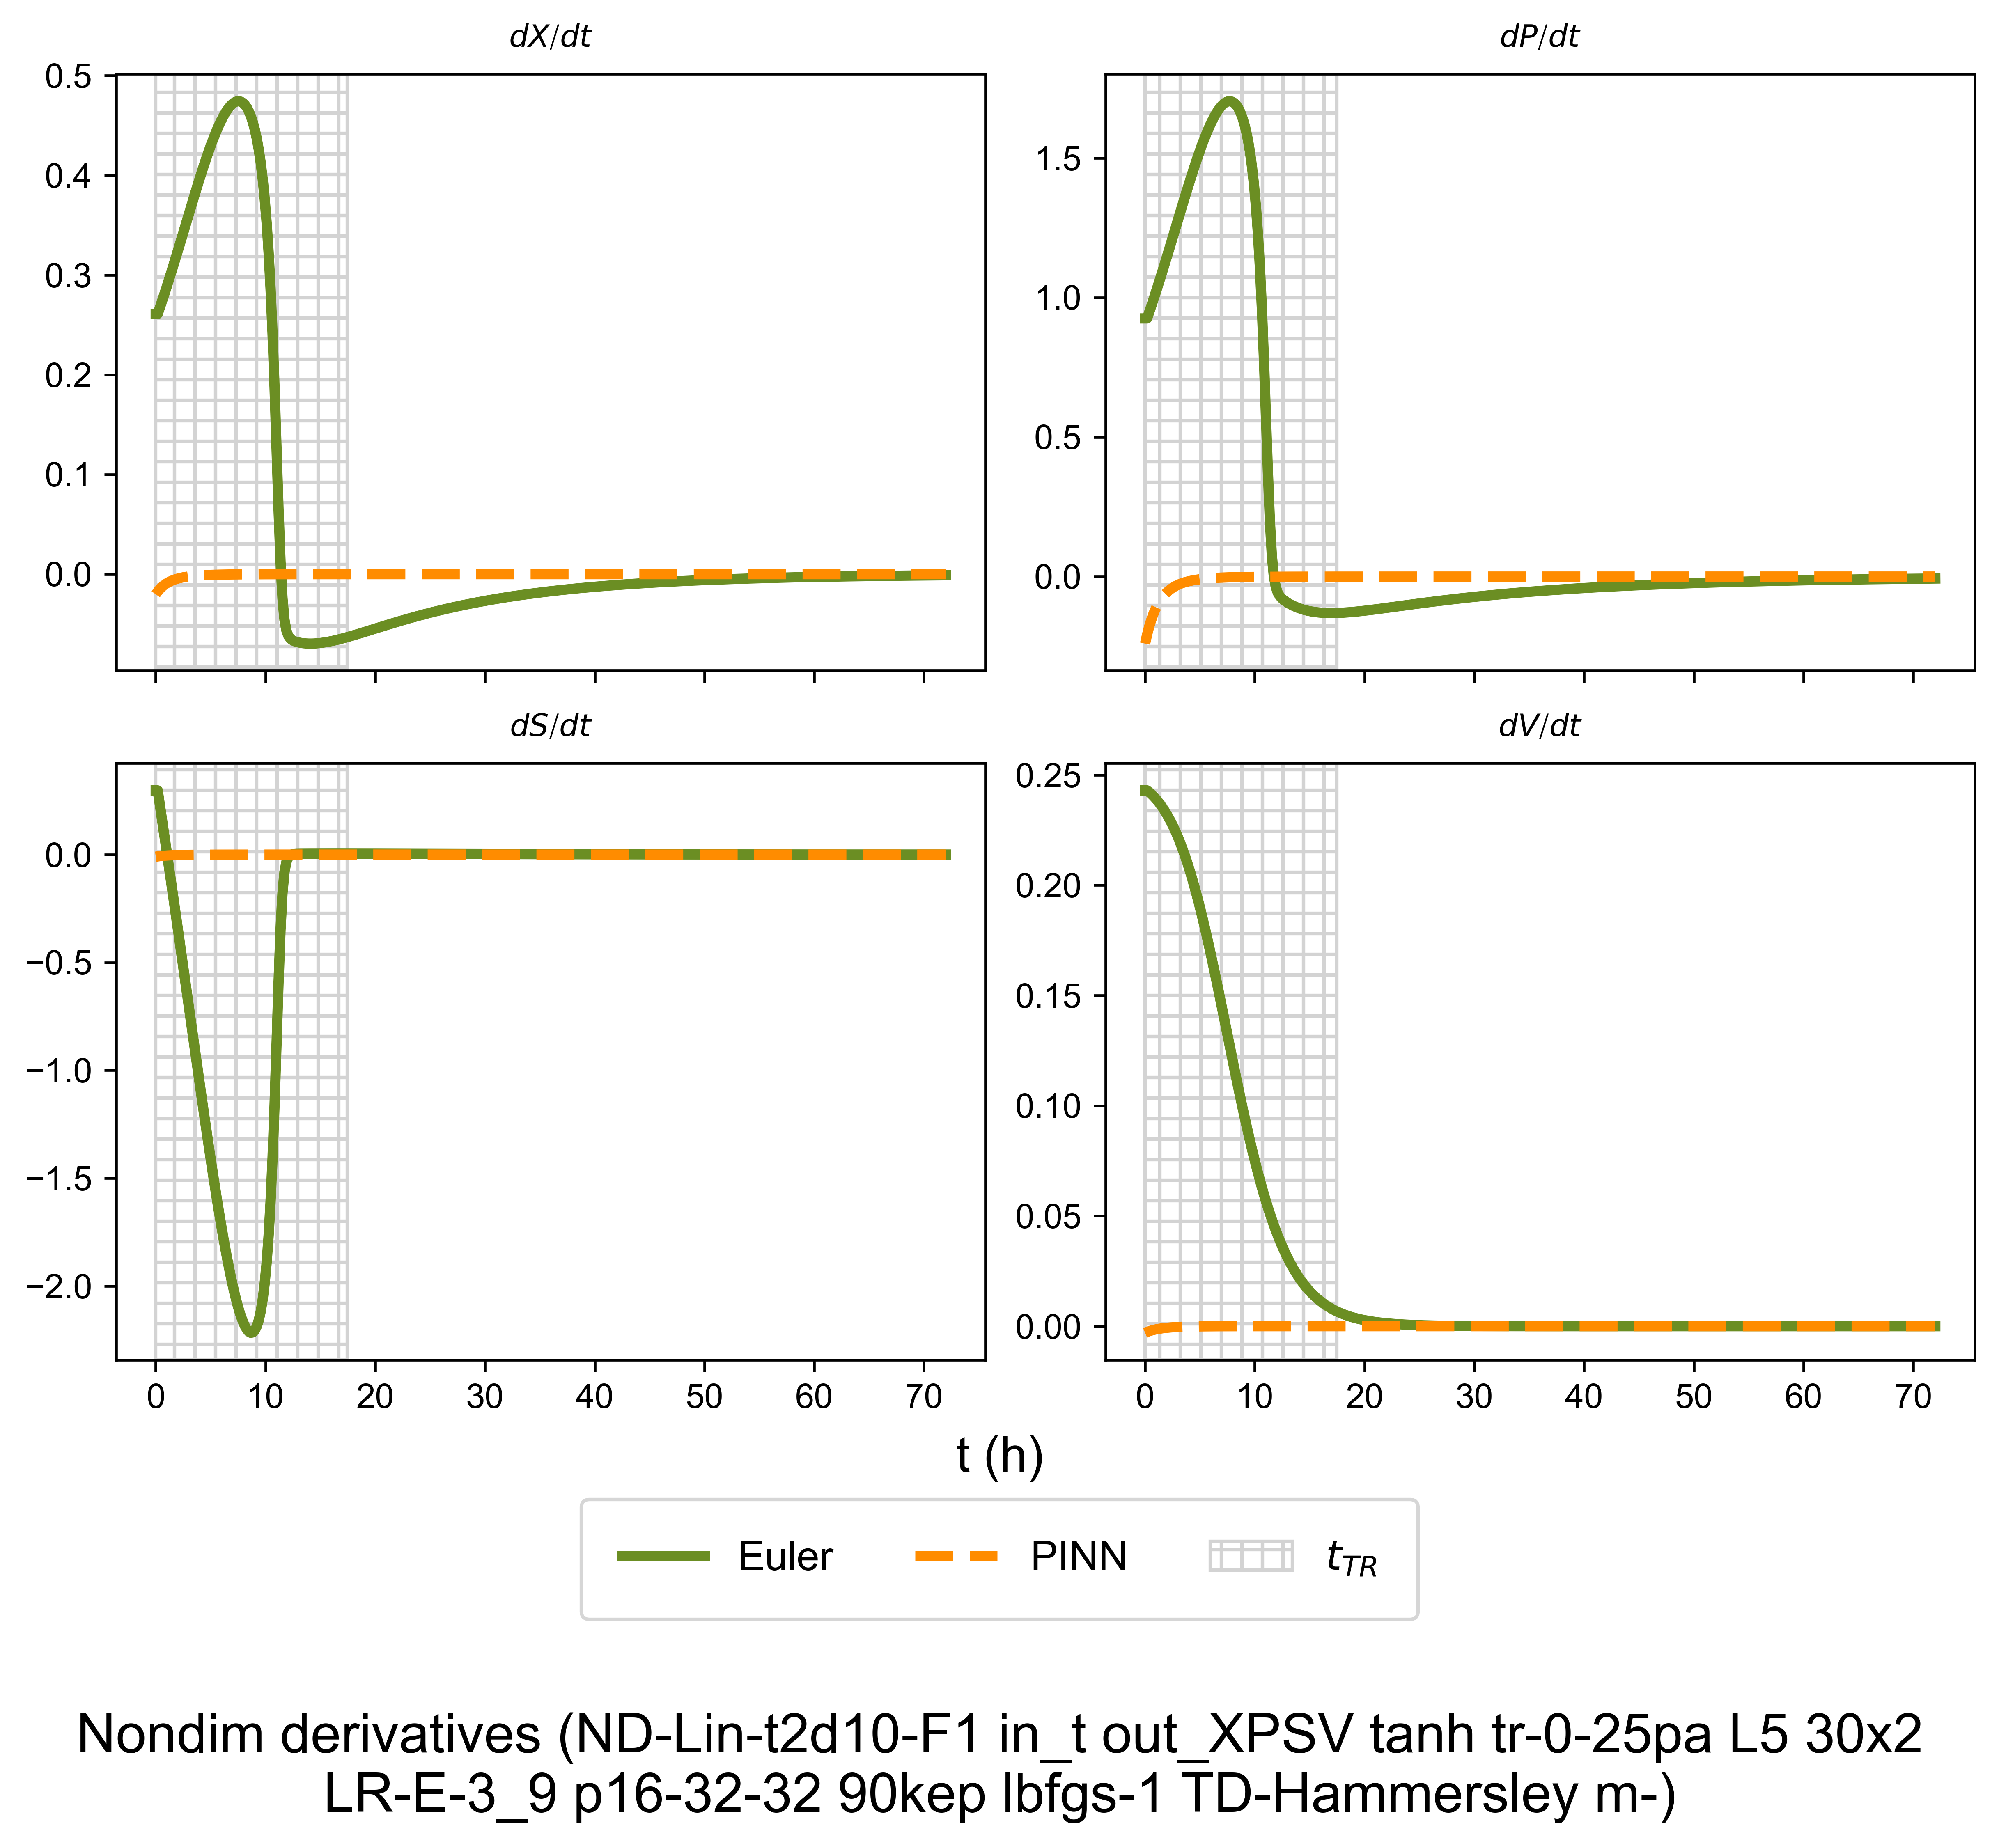 dX/dt
dP/dt
0.5
0.4
0.3
0.2
0.1
0.0
1.5
1.0
0.5
0.0
dS/dt
dV/dt
0.0
−0.5
−1.0
−1.5
−2.0
0 10 20 30 40 50 60 70
0.25
0.20
0.15
0.10
0.05
0.00
0 10 20 30 40 50 60 70
t (h)
Euler PINN t_TR
Nondim derivatives (ND-Lin-t2d10-F1 in_t out_XPSV tanh tr-0-25pa L5 30x2
LR-E-3_9 p16-32-32 90kep lbfgs-1 TD-Hammersley m-)